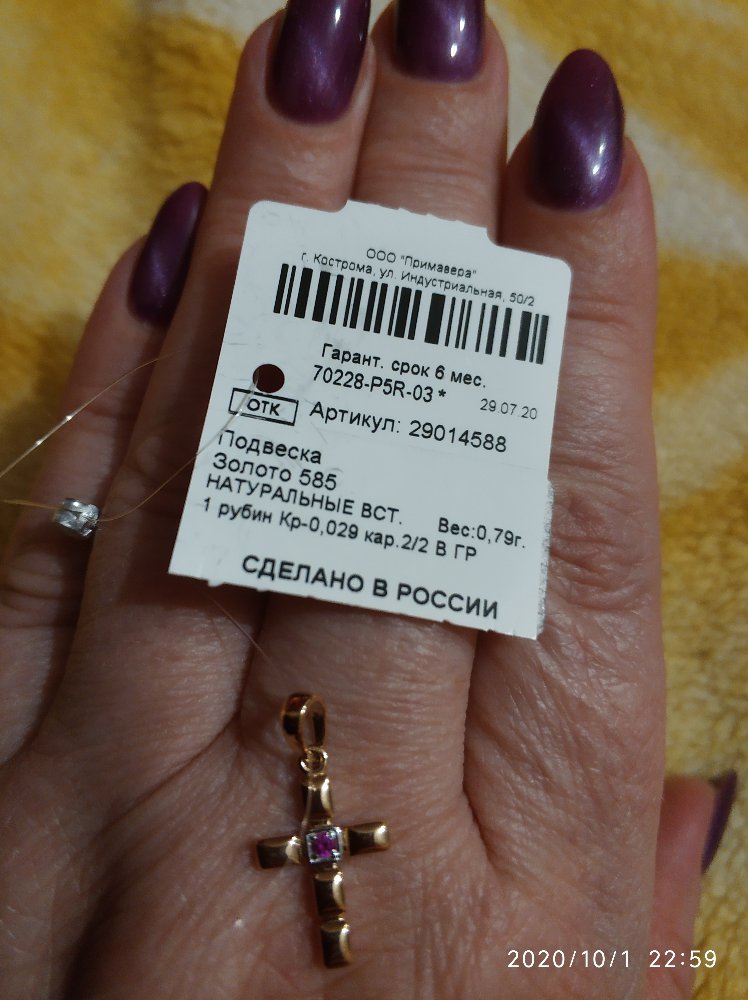 ООО "Примавера"
г. Кострома, ул. Индустриальная, 50/2
Гарант. срок 6 мес.
70228-P5R-03* 29.07.20
ОТК Артикул: 29014588
Подвеска
Золото 585
НАТУРАЛЬНЫЕ ВСТ. Вес:0,79г.
1 рубин Кр-0,029 кар.2/2 В ГР
СДЕЛАНО В РОССИИ
2020/10/1 22:59